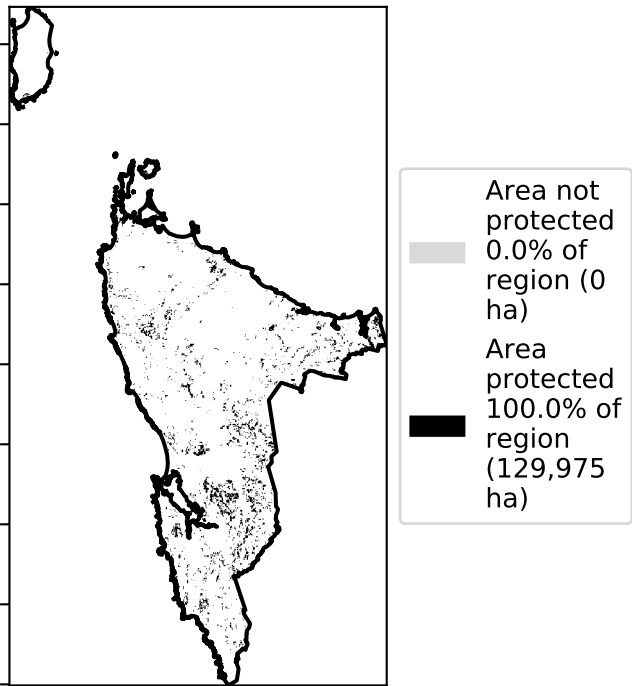 Area not
protected
0.0% of
region (0
ha)
Area
protected
100.0% of
region
(129,975
ha)